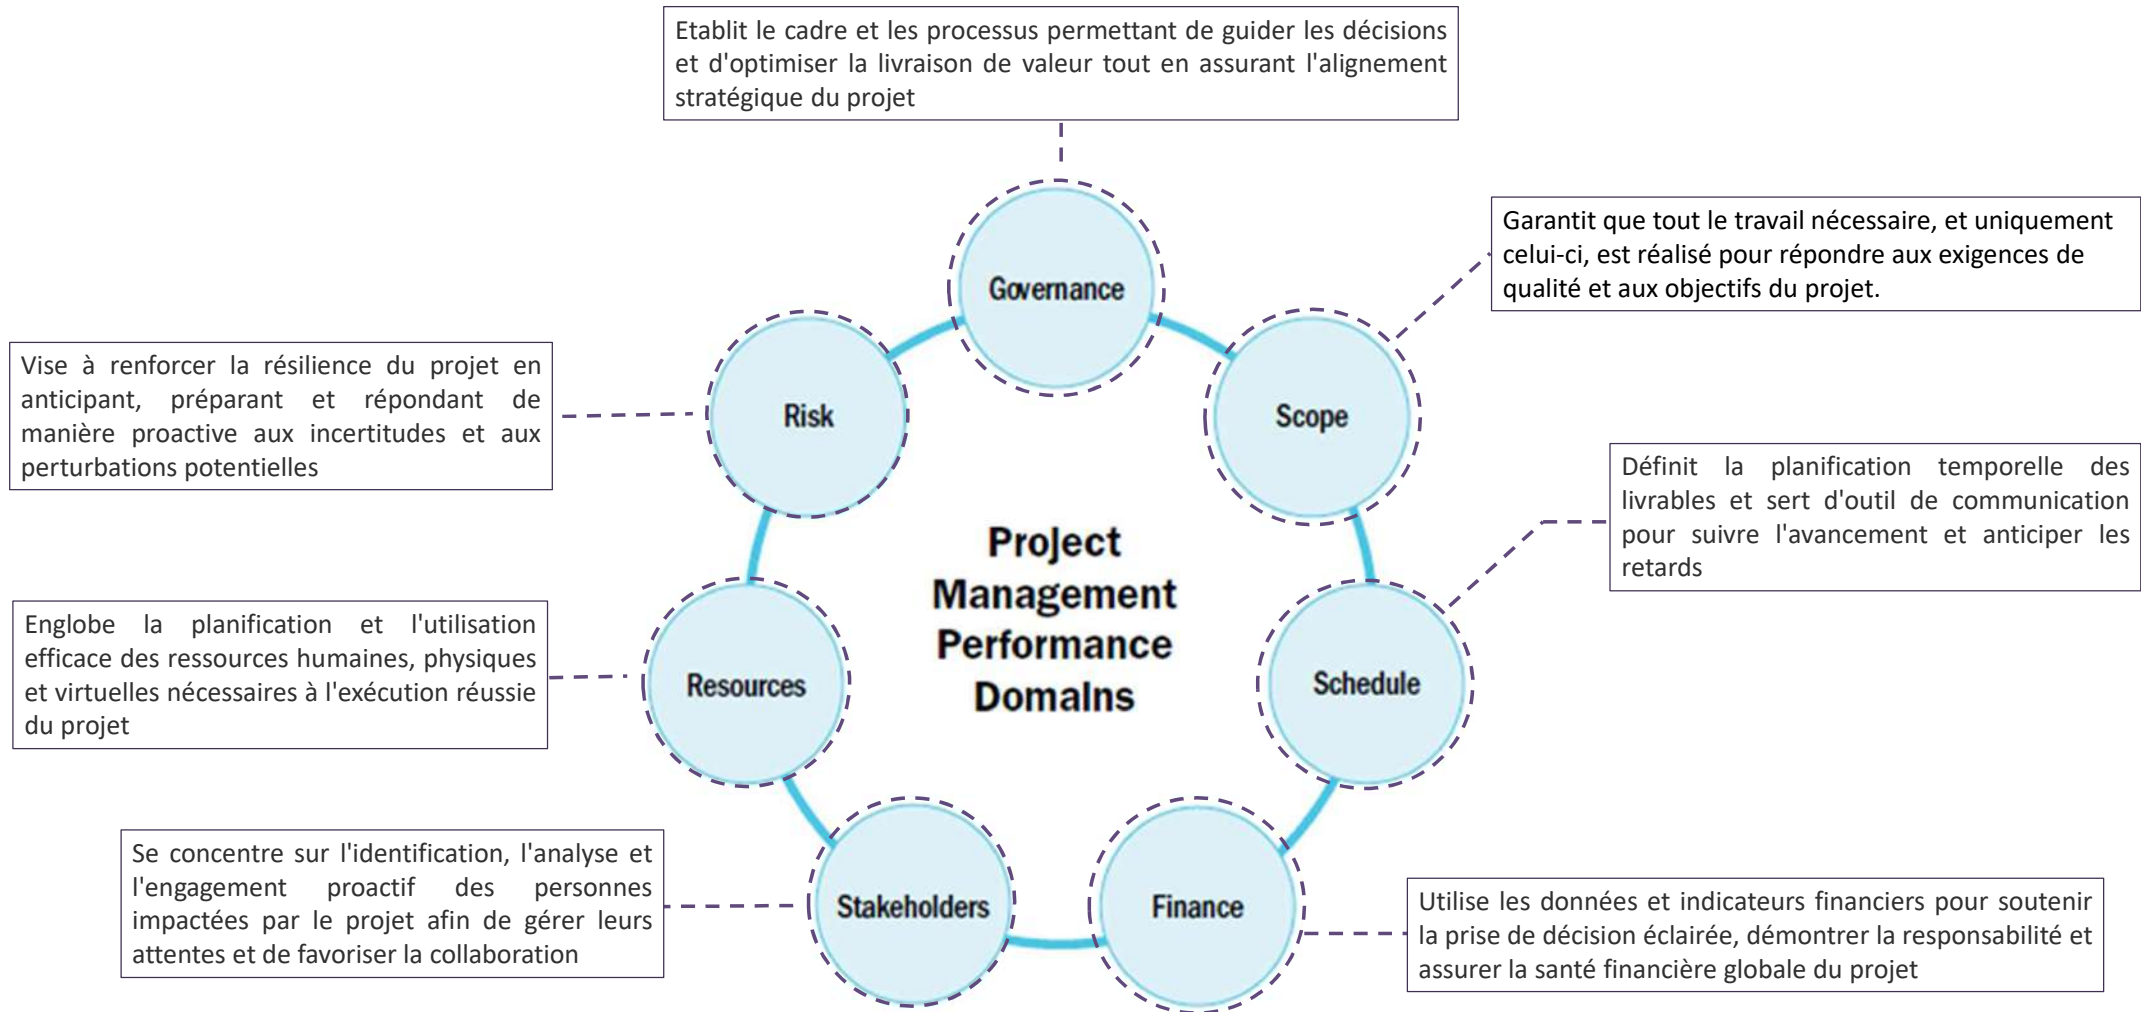 Etablit le cadre et les processus permettant de guider les décisions
et d'optimiser la livraison de valeur tout en assurant l'alignement
stratégique du projet
Governance
Garantit que tout le travail nécessaire, et uniquement
celui-ci, est réalisé pour répondre aux exigences de
qualité et aux objectifs du projet.
Scope
Vise à renforcer la résilience du projet en
anticipant, préparant et répondant de
manière proactive aux incertitudes et aux
perturbations potentielles
Risk
Définit la planification temporelle des
livrables et sert d'outil de communication
pour suivre l'avancement et anticiper les
retards
Schedule
Project
Management
Performance
Domains
Englobe la planification et l'utilisation
efficace des ressources humaines, physiques
et virtuelles nécessaires à l'exécution réussie
du projet
Resources
Se concentre sur l'identification, l'analyse et
l'engagement proactif des personnes
impactées par le projet afin de gérer leurs
attentes et de favoriser la collaboration
Stakeholders
Finance
Utilise les données et indicateurs financiers pour soutenir
la prise de décision éclairée, démontrer la responsabilité et
assurer la santé financière globale du projet